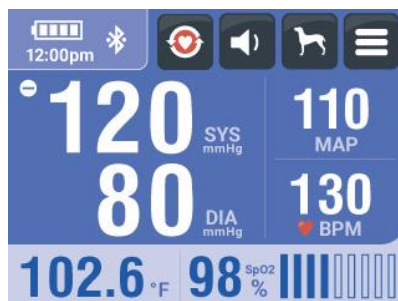 12:00pm
120 SYS mmHg
80 DIA mmHg
110
MAP
130
BPM
102.6 °F
98 SpO2 %